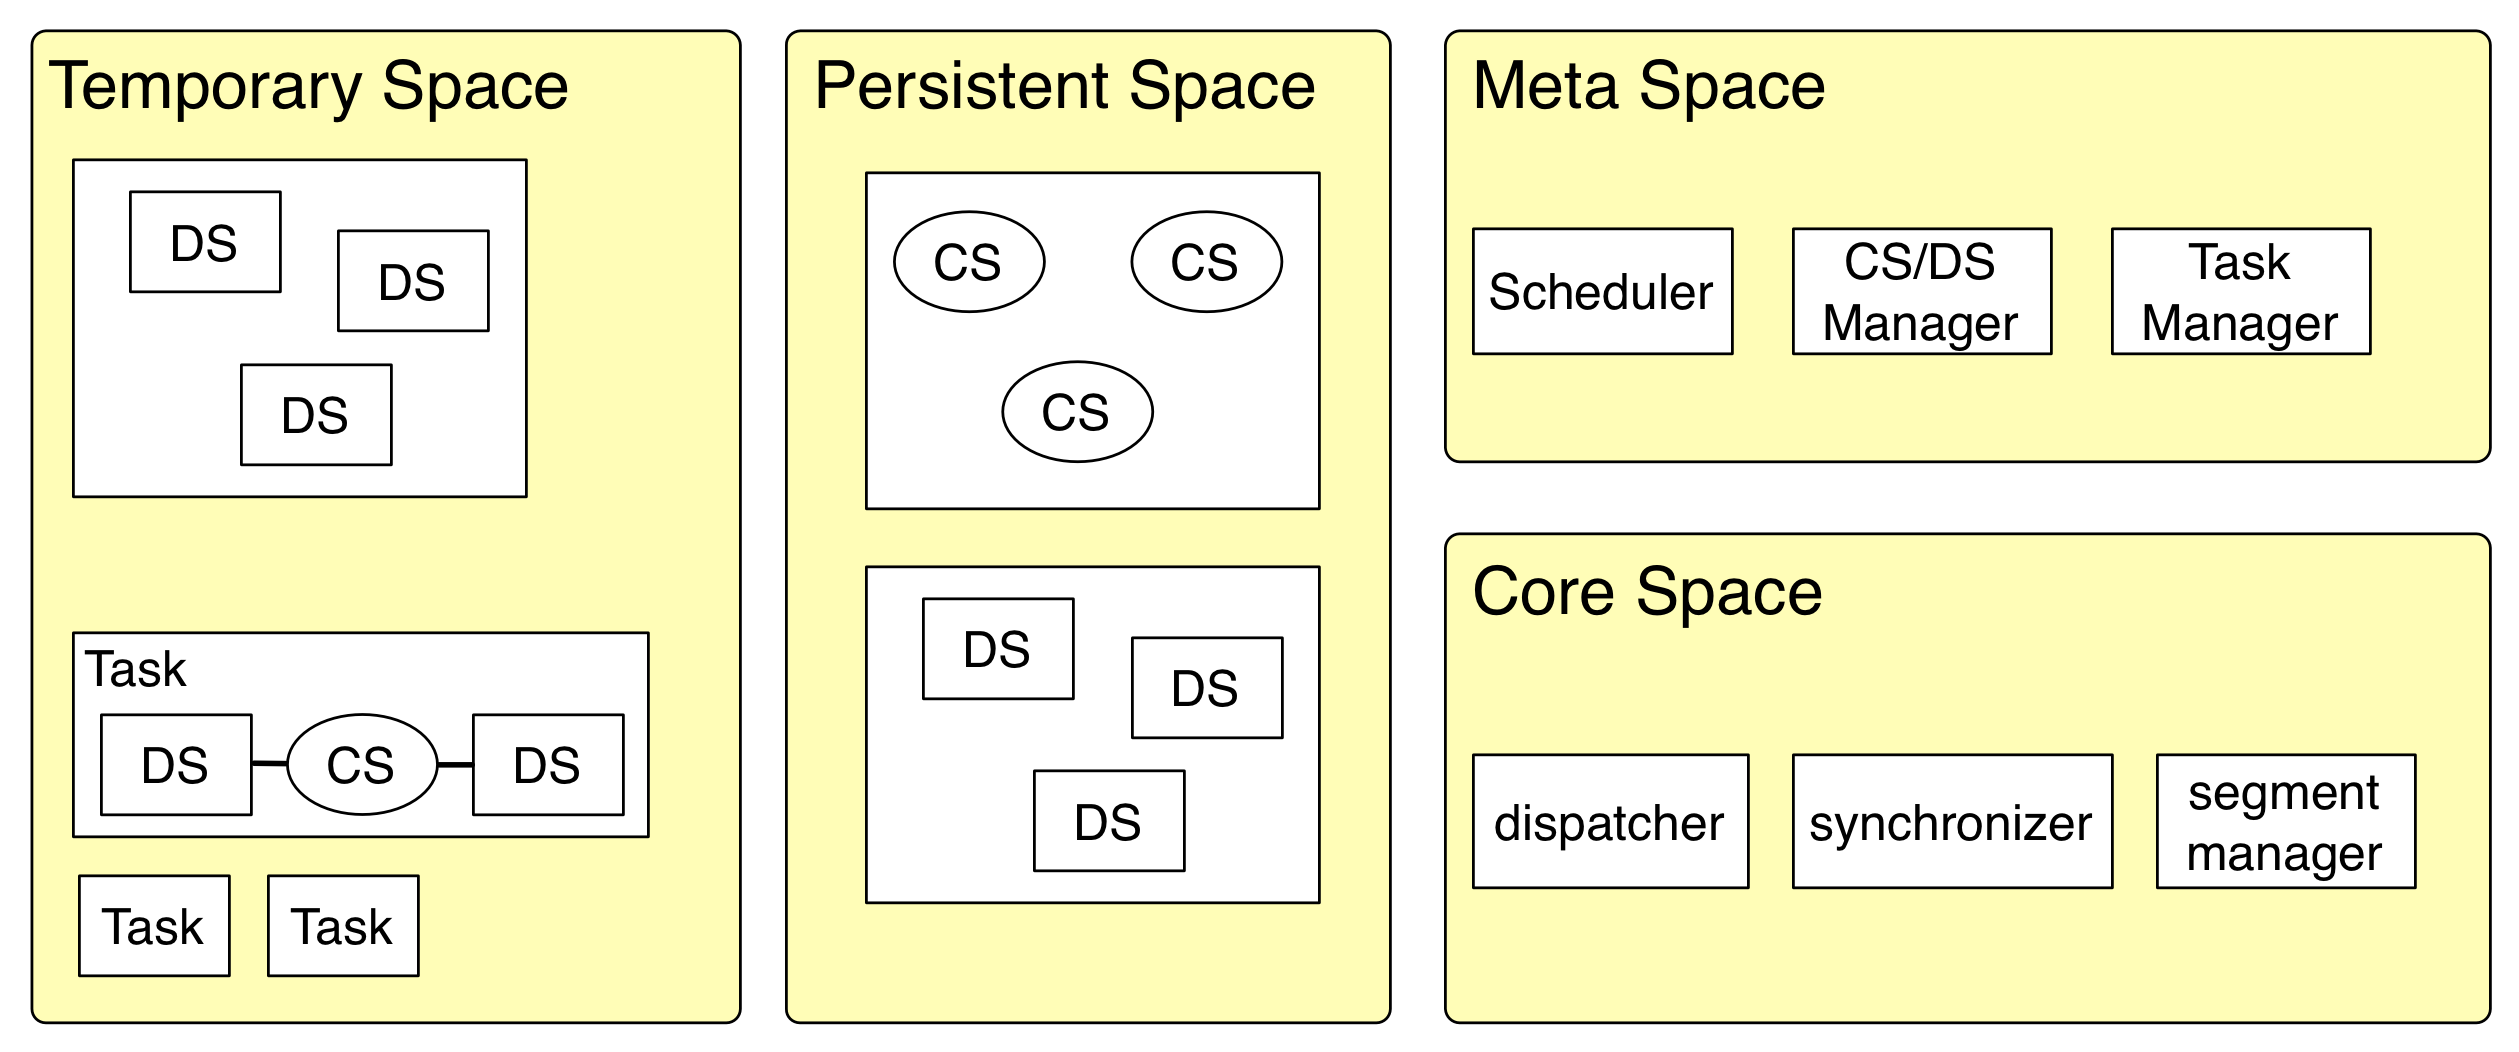 Temporary Space
DS
DS
DS
Task
DS
CS
DS
Task
Task
Persistent Space
CS
CS
CS
DS
DS
DS
Meta Space
Scheduler
CS/DS
Manager
Task
Manager
Core Space
dispatcher
synchronizer
segment
manager